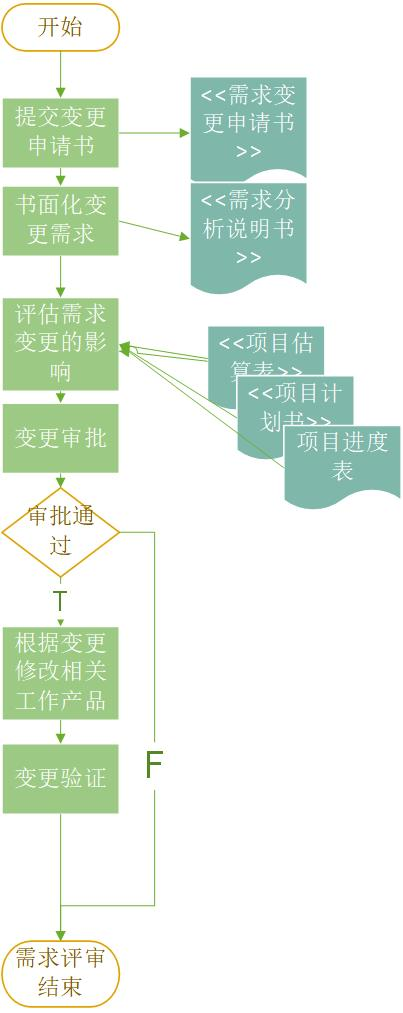 开始
提交变更
申请书
<<需求变
更申请书
>>
书面化变
更需求
<<需求分
析说明书
>>
评估需求
变更的影
响
<<项目估
算表>>
<<项目计
划书>>
项目进度
表
变更审批
审批通
过
T
根据变更
修改相关
工作产品
变更验证
F
需求评审
结束